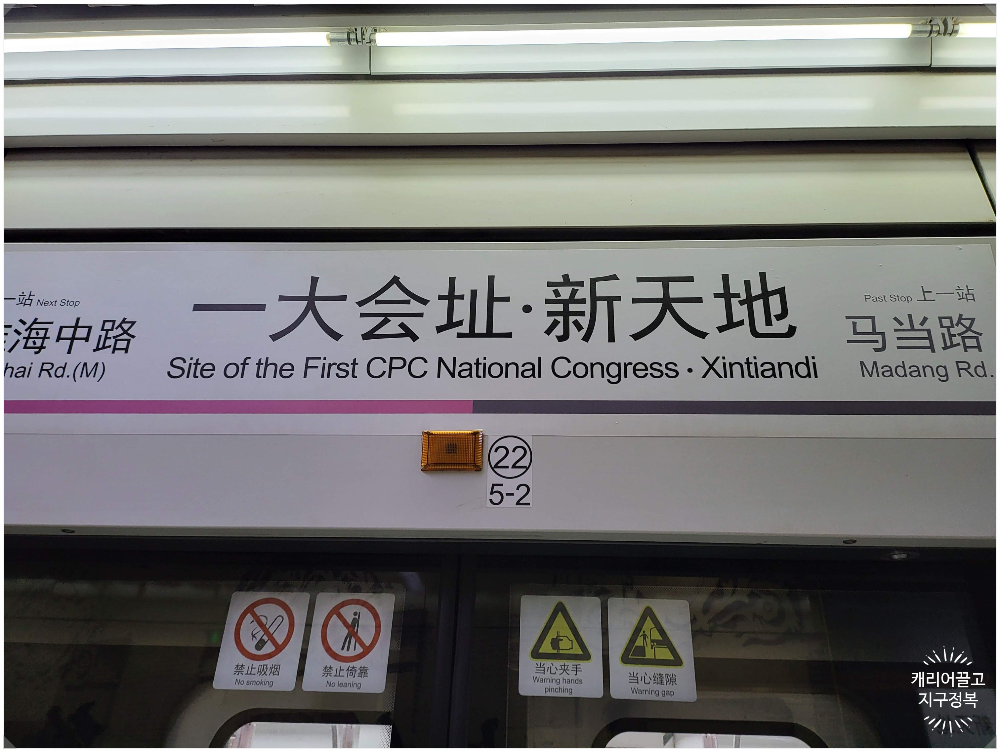 一站 Next Stop
海中路
hai Rd.(M)
一大会址·新天地
Site of the First CPC National Congress · Xintiandi
Past Stop 上一站
马当路
Madang Rd.
22
5-2
禁止吸烟
No smoking
禁止倚靠
No leaning
当心夹手
Warning hands
pinching
当心缝隙
Warning gap
캐리어끌고
지구정복